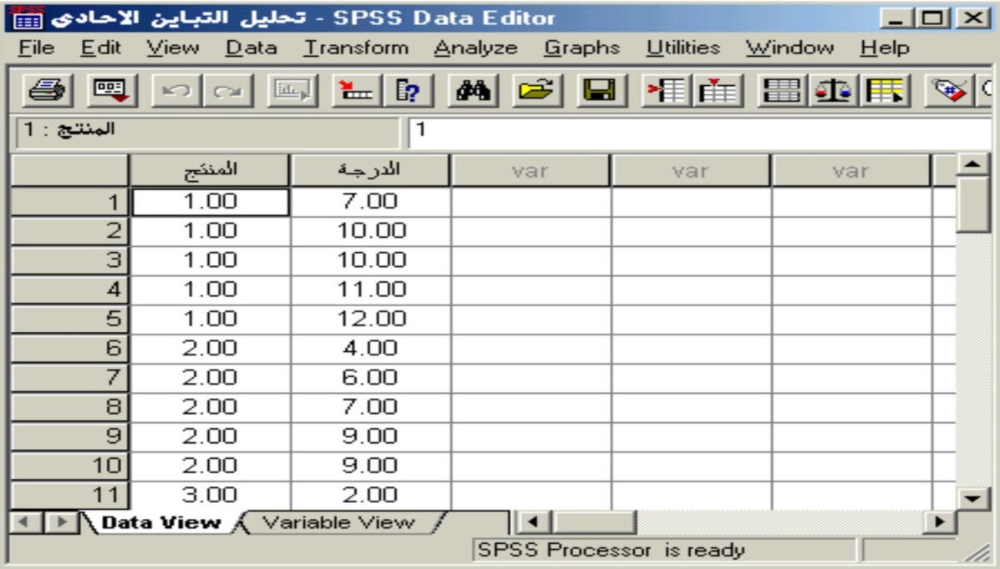 تحليل التباين الاحادى - SPSS Data Editor
File Edit View Data Transform Analyze Graphs Utilities Window Help
1 : المنتج 1
المنتج الدرجة var var var
1 1.00 7.00
2 1.00 10.00
3 1.00 10.00
4 1.00 11.00
5 1.00 12.00
6 2.00 4.00
7 2.00 6.00
8 2.00 7.00
9 2.00 9.00
10 2.00 9.00
11 3.00 2.00
Data View Variable View
SPSS Processor is ready